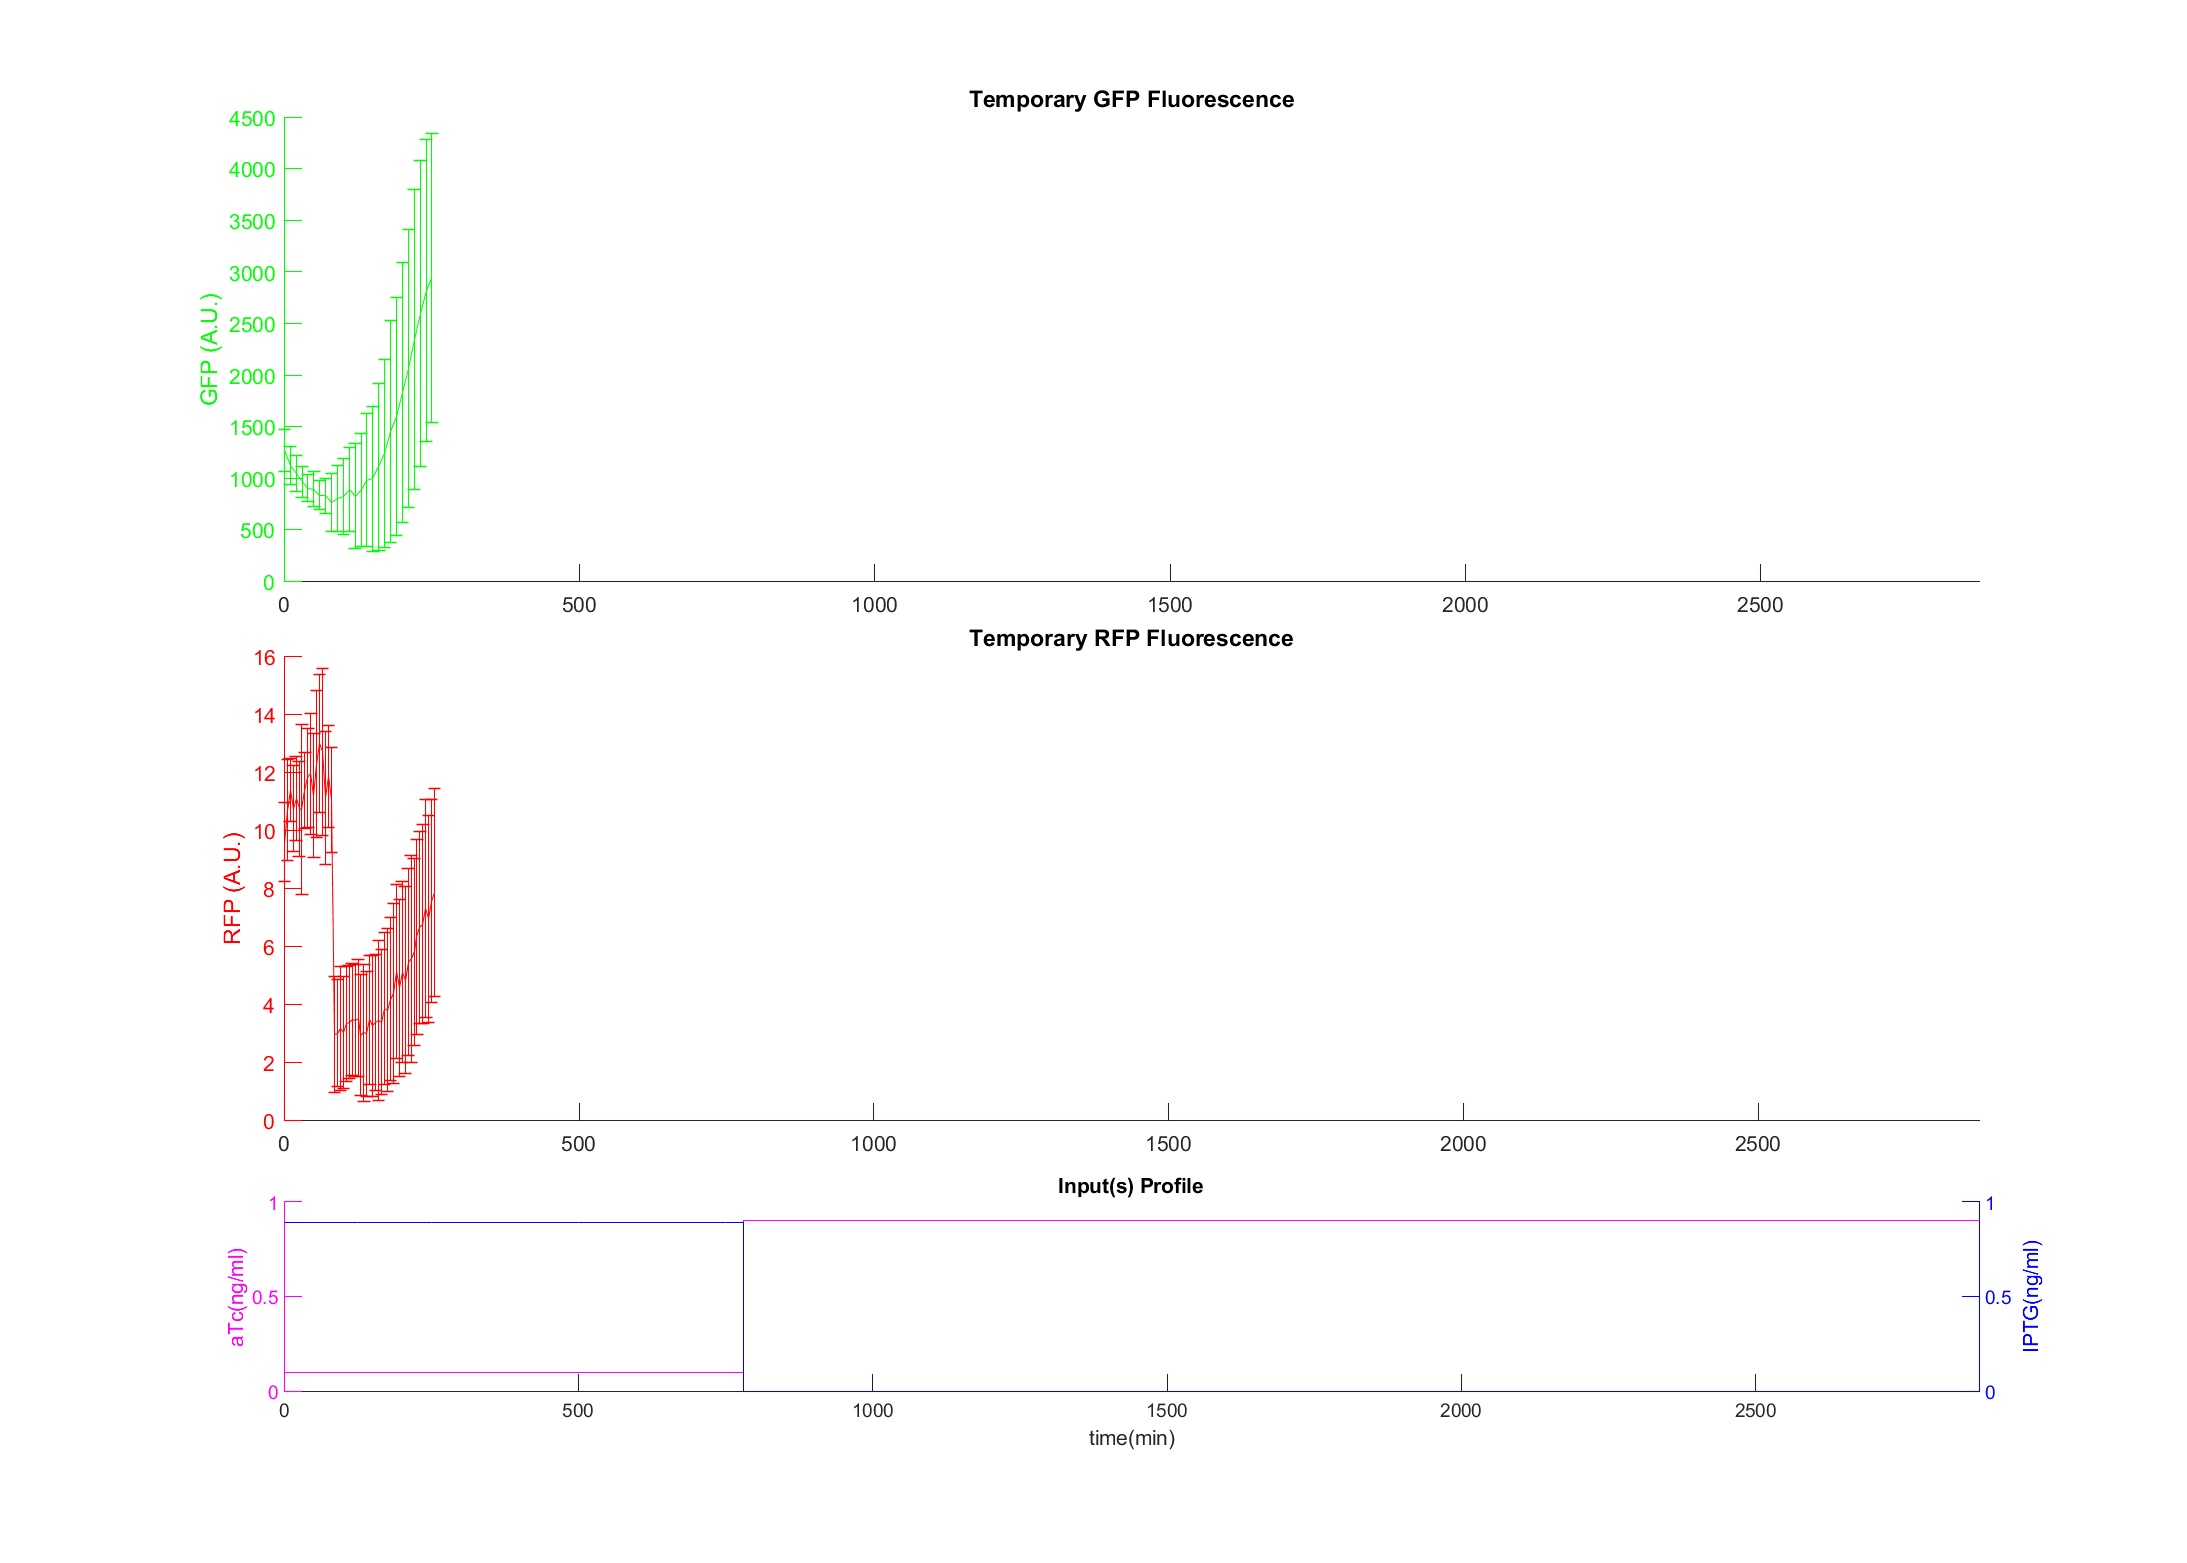 Temporary GFP Fluorescence
4500
4000
3500
3000
2500
2000
1500
1000
500
0
GFP (A.U.)
0 500 1000 1500 2000 2500
Temporary RFP Fluorescence
16
14
12
10
8
6
4
2
0
RFP (A.U.)
0 500 1000 1500 2000 2500
Input(s) Profile
1
0.5
0
aTc(ng/ml)
1
0.5
0
IPTG(ng/ml)
0 500 1000 1500 2000 2500
time(min)